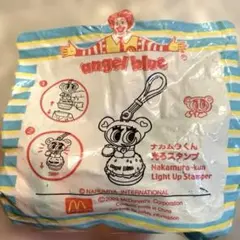 angel blue
ナカムラくん
光るスタンプ
Nakamura-kun
Light Up Stamper
© NARUMIYA INTERNATIONAL
McDonald's Corporation